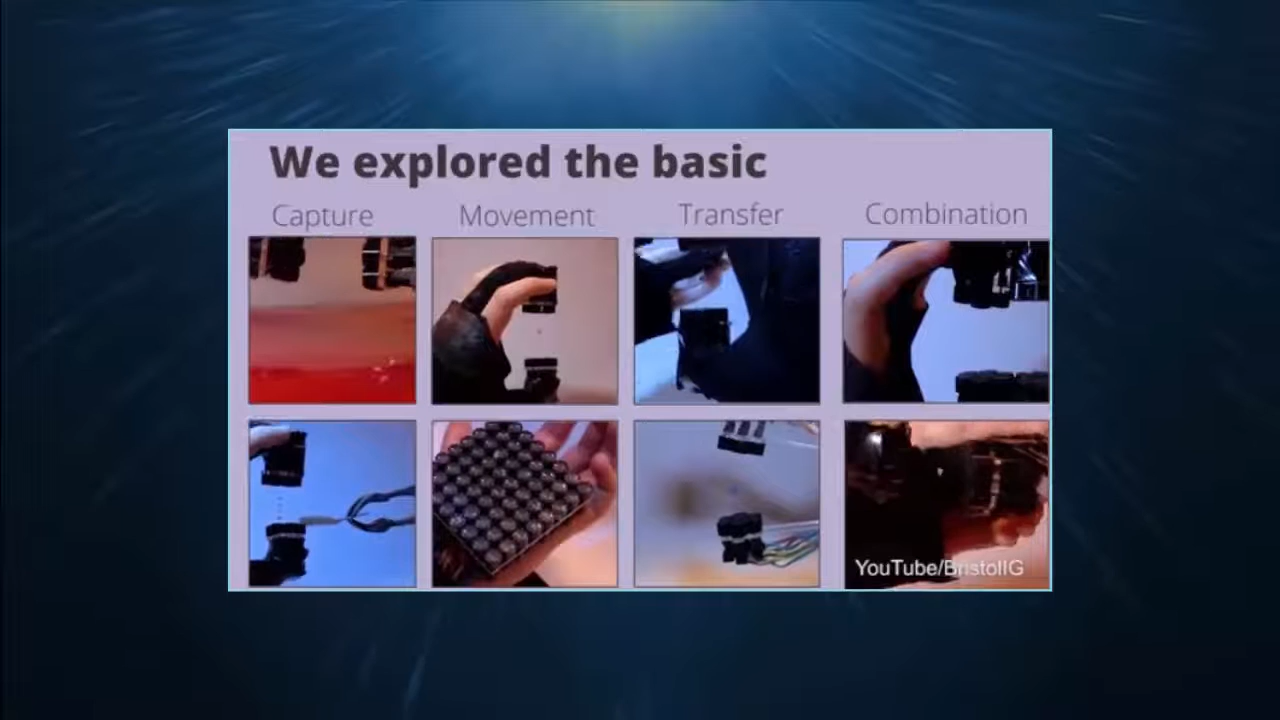 We explored the basic
Capture Movement Transfer Combination
YouTube/BristolIG